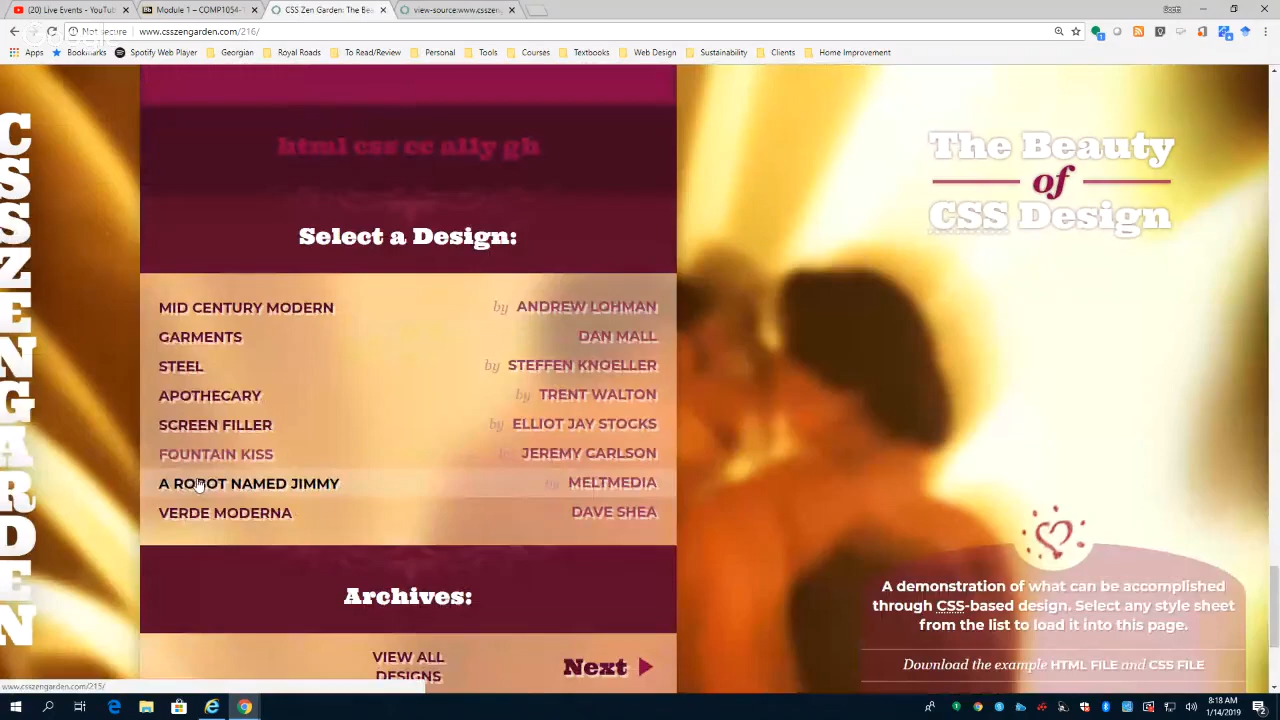 (20) Live Events - YouTub
Module 1 – COMP1054-T
CSS Zen Garden: The Bea
view-source:www.csszen
Not secure
www.csszengarden.com/216/
Apps
Bookmarks
Spotify Web Player
Georgian
Royal Roads
To Read/Review
Personal
Tools
Courses
Textbooks
Web Design
Sustainability
Clients
Home Improvement
CSS ZEN GARDEN
html css cc a11y gh
Select a Design:
MID CENTURY MODERN by ANDREW LOHMAN
GARMENTS DAN MALL
STEEL by STEFFEN KNOELLER
APOTHECARY by TRENT WALTON
SCREEN FILLER by ELLIOT JAY STOCKS
FOUNTAIN KISS by JEREMY CARLSON
A ROBOT NAMED JIMMY by MELTMEDIA
VERDE MODERNA DAVE SHEA
Archives:
VIEW ALL
DESIGNS
Next
The Beauty
of
CSS Design
A demonstration of what can be accomplished
through CSS-based design. Select any style sheet
from the list to load it into this page.
Download the example HTML FILE and CSS FILE
www.csszengarden.com/215/
8:18 AM
1/14/2019
2